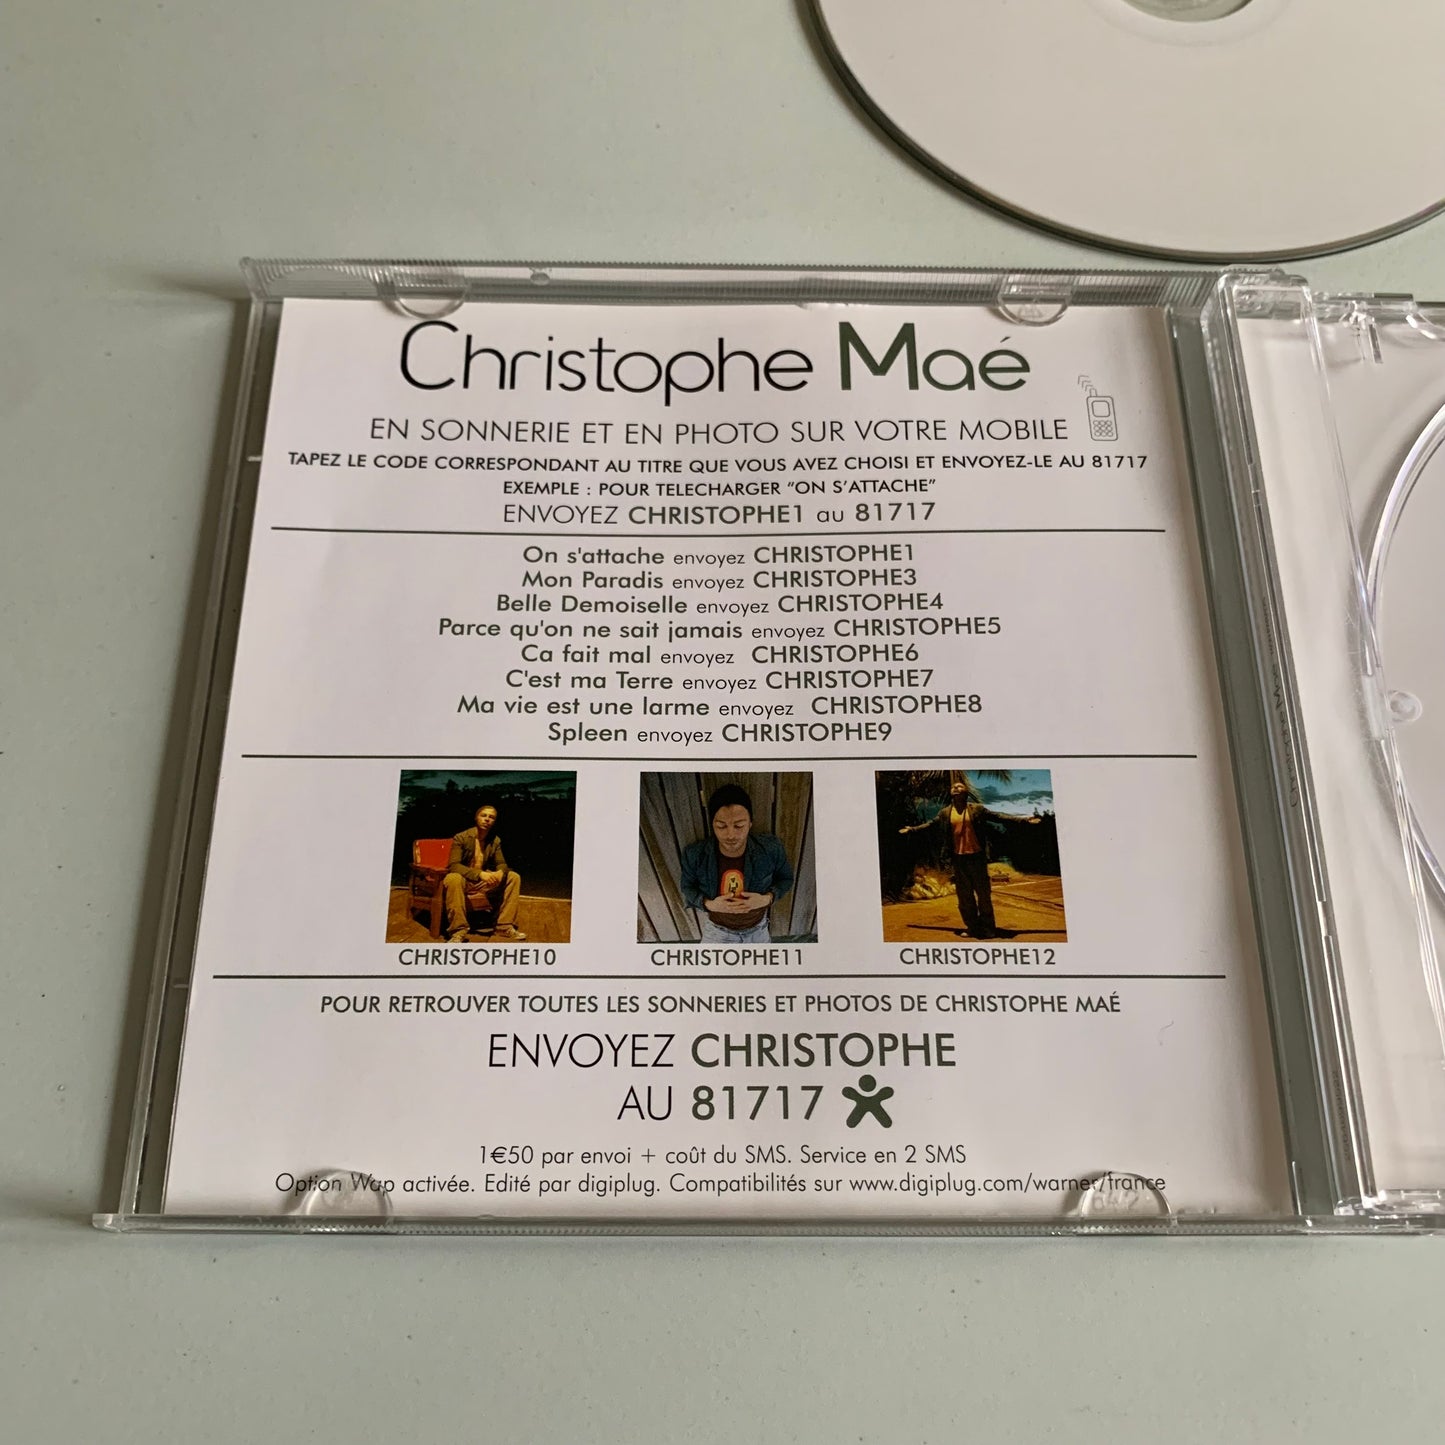 Christophe Maé
EN SONNERIE ET EN PHOTO SUR VOTRE MOBILE
TAPEZ LE CODE CORRESPONDANT AU TITRE QUE VOUS AVEZ CHOISI ET ENVOYEZ-LE AU 81717
EXEMPLE : POUR TELECHARGER "ON S'ATTACHE"
ENVOYEZ CHRISTOPHE1 au 81717
On s'attache envoyez CHRISTOPHE1
Mon Paradis envoyez CHRISTOPHE3
Belle Demoiselle envoyez CHRISTOPHE4
Parce qu'on ne sait jamais envoyez CHRISTOPHE5
Ca fait mal envoyez CHRISTOPHE6
C'est ma Terre envoyez CHRISTOPHE7
Ma vie est une larme envoyez CHRISTOPHE8
Spleen envoyez CHRISTOPHE9
CHRISTOPHE10 CHRISTOPHE11 CHRISTOPHE12
POUR RETROUVER TOUTES LES SONNERIES ET PHOTOS DE CHRISTOPHE MAÉ
ENVOYEZ CHRISTOPHE
AU 81717
1€50 par envoi + coût du SMS. Service en 2 SMS
Option Wap activée. Edité par digiplug. Compatibilités sur www.digiplug.com/warner/france